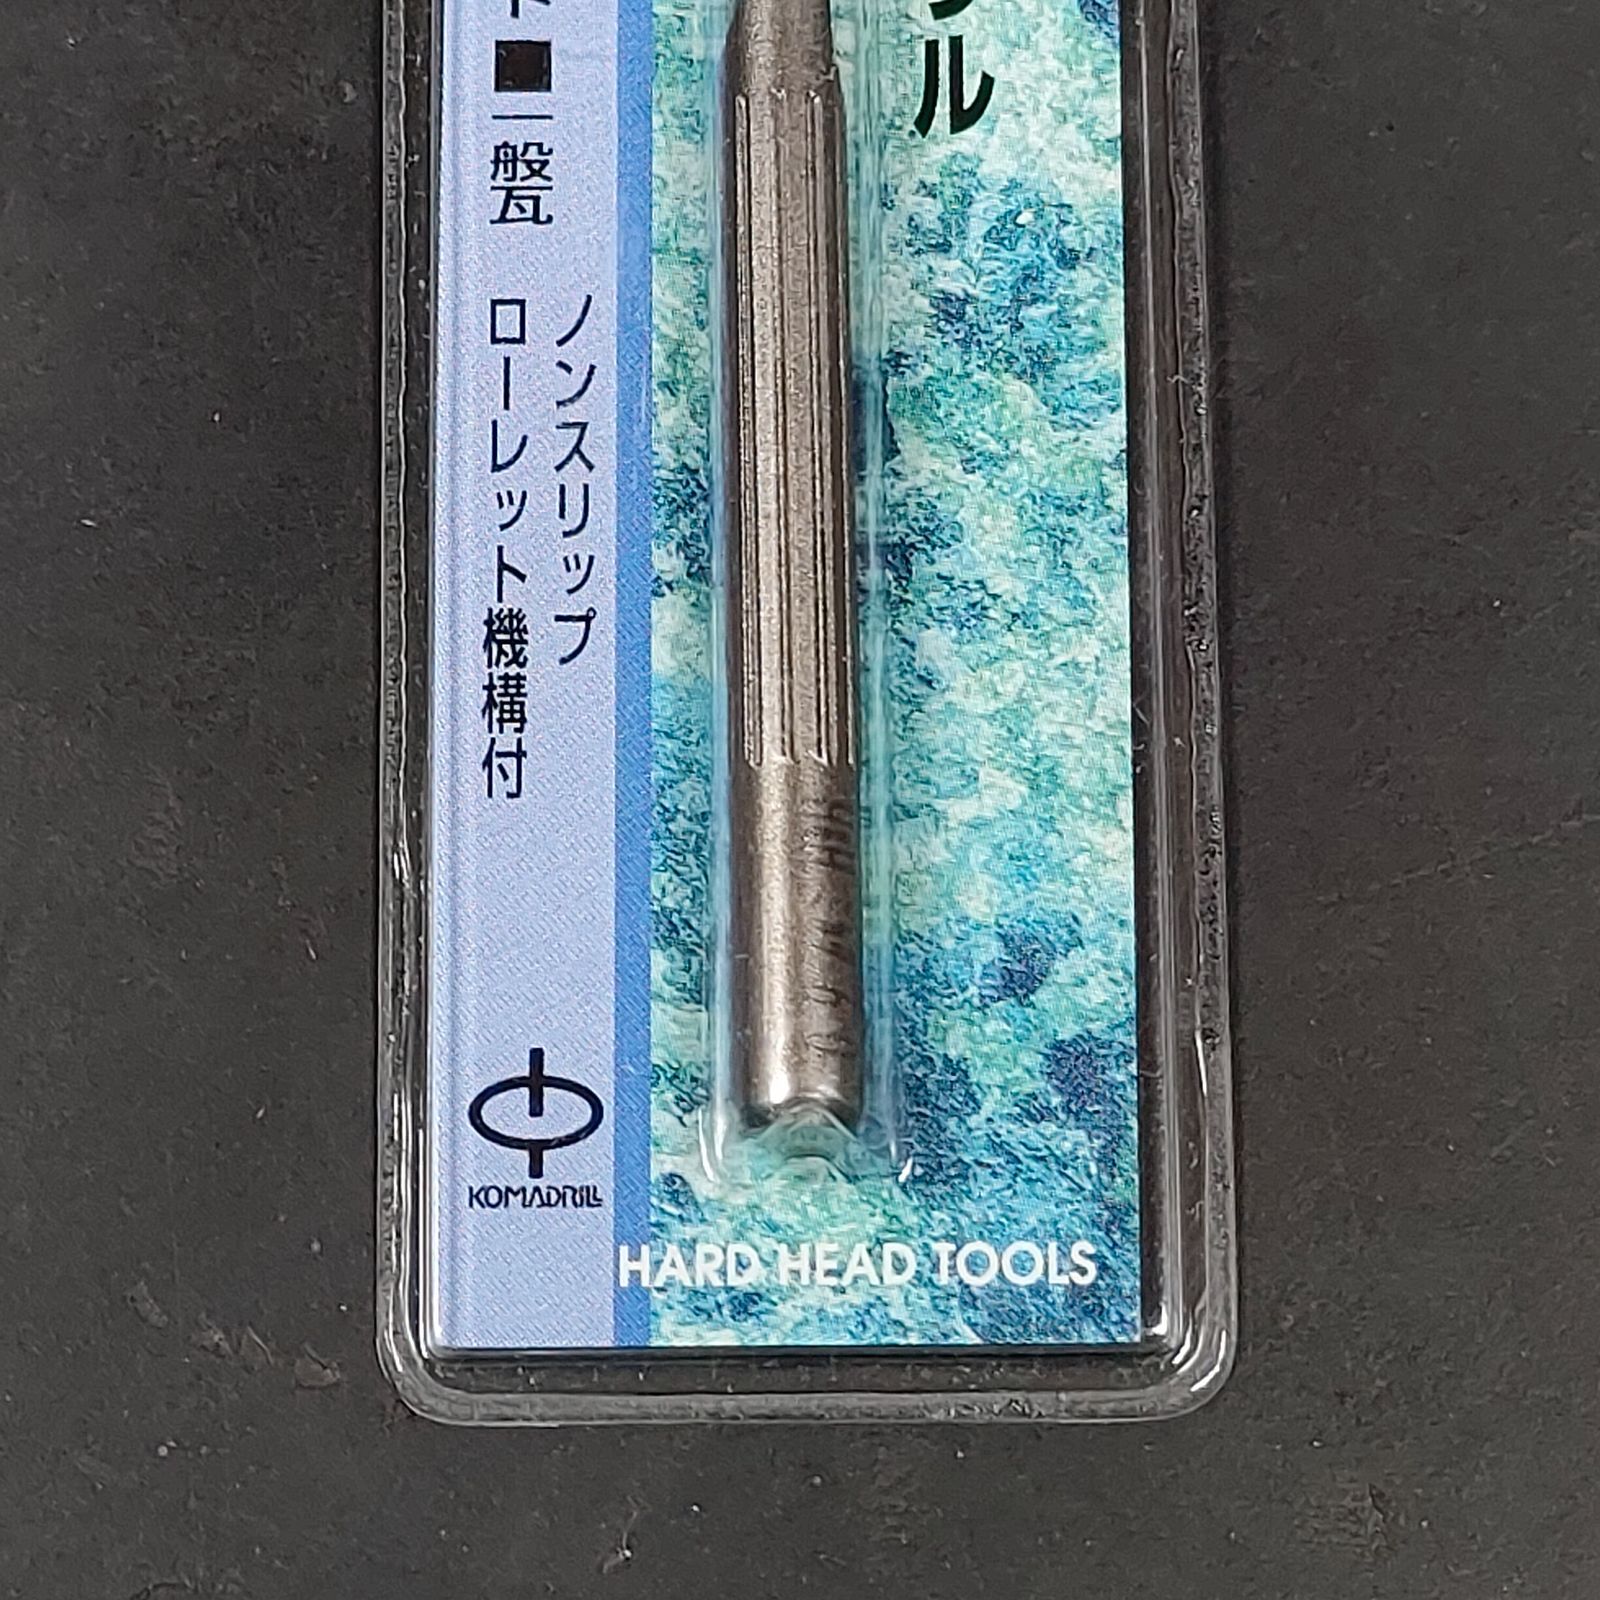 ル
■一般瓦
ノンスリップ
ローレット機構付
KOMADRILL
HARD HEAD TOOLS